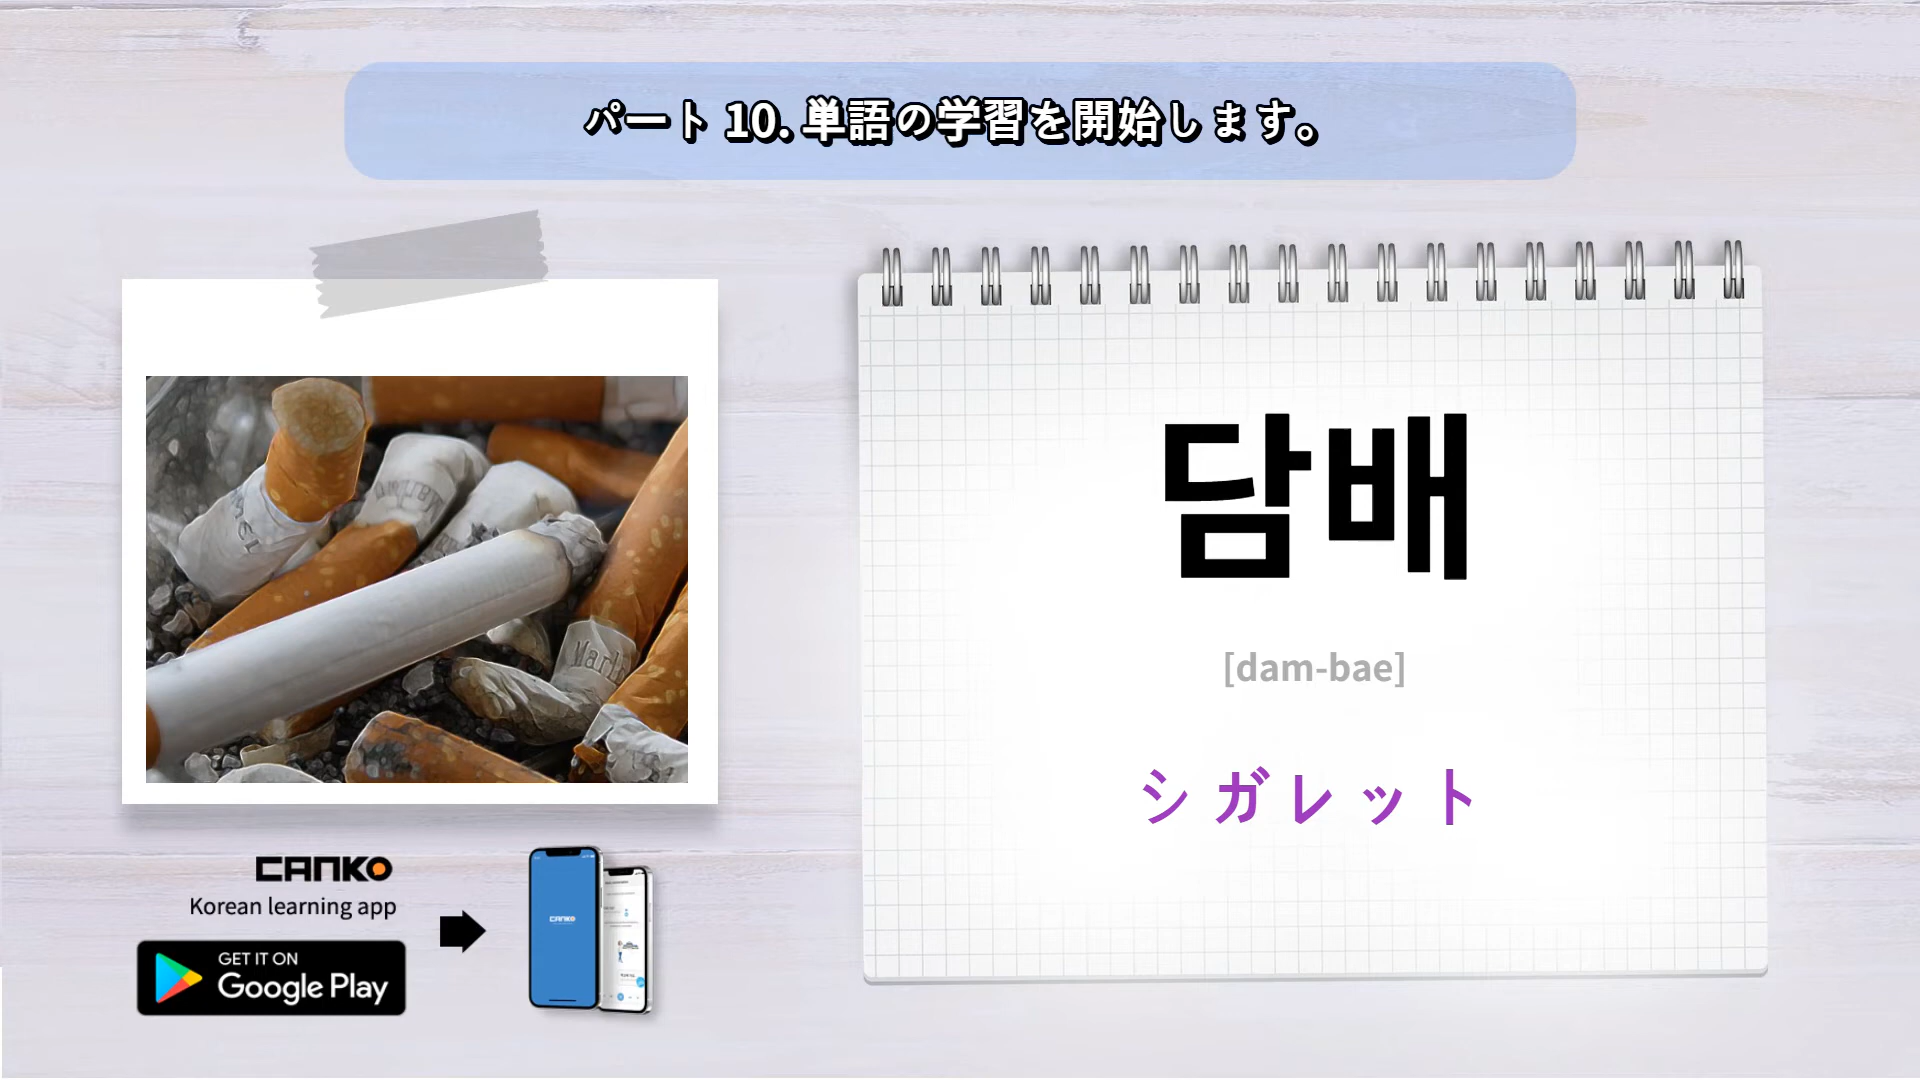 パート 10. 単語の学習を開始します。
담배
[dam-bae]
シガレット
CANKO
Korean learning app
GET IT ON
Google Play
CANKO